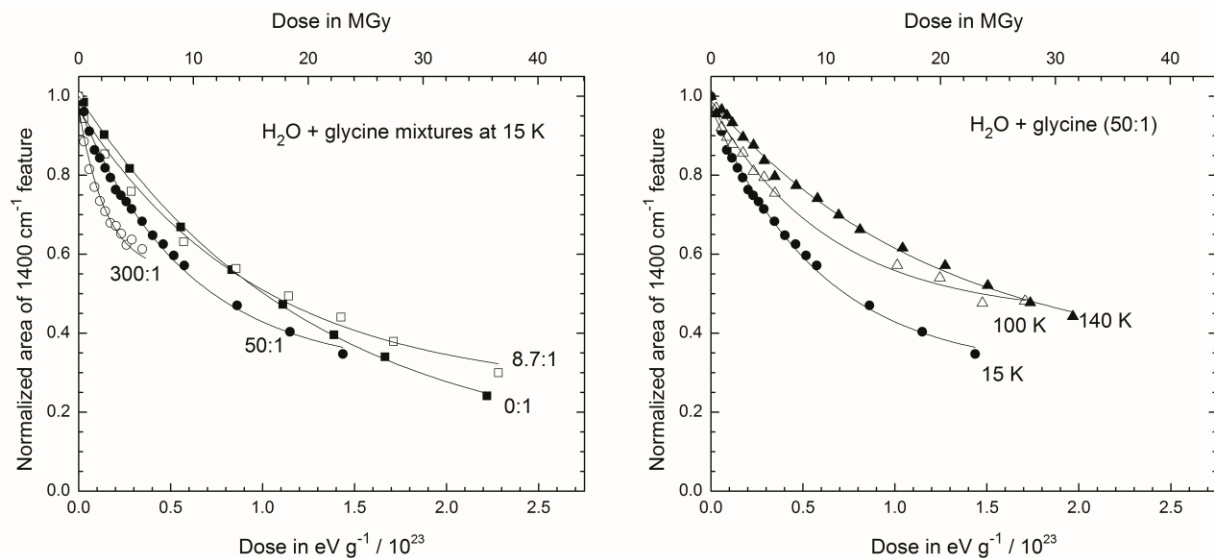 Dose in MGy
0 10 20 30 40
1.0
0.8
0.6
0.4
0.2
0.0
Normalized area of 1400 cm⁻¹ feature
H₂O + glycine mixtures at 15 K
300:1
50:1
8.7:1
0:1
0.0 0.5 1.0 1.5 2.0 2.5
Dose in eV g⁻¹ / 10²³
Dose in MGy
0 10 20 30 40
1.0
0.8
0.6
0.4
0.2
0.0
Normalized area of 1400 cm⁻¹ feature
H₂O + glycine (50:1)
100 K
140 K
15 K
0.0 0.5 1.0 1.5 2.0 2.5
Dose in eV g⁻¹ / 10²³